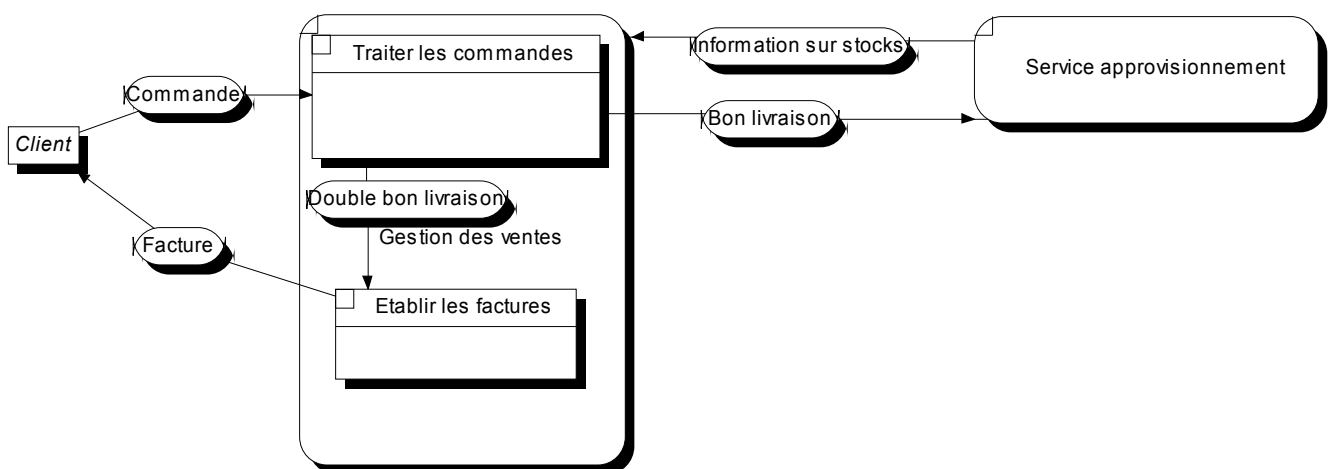 Traiter les commandes
Information sur stocks
Service approvisionnement
Commande
Bon livraison
Client
Double bon livraison
Gestion des ventes
Facture
Etablir les factures